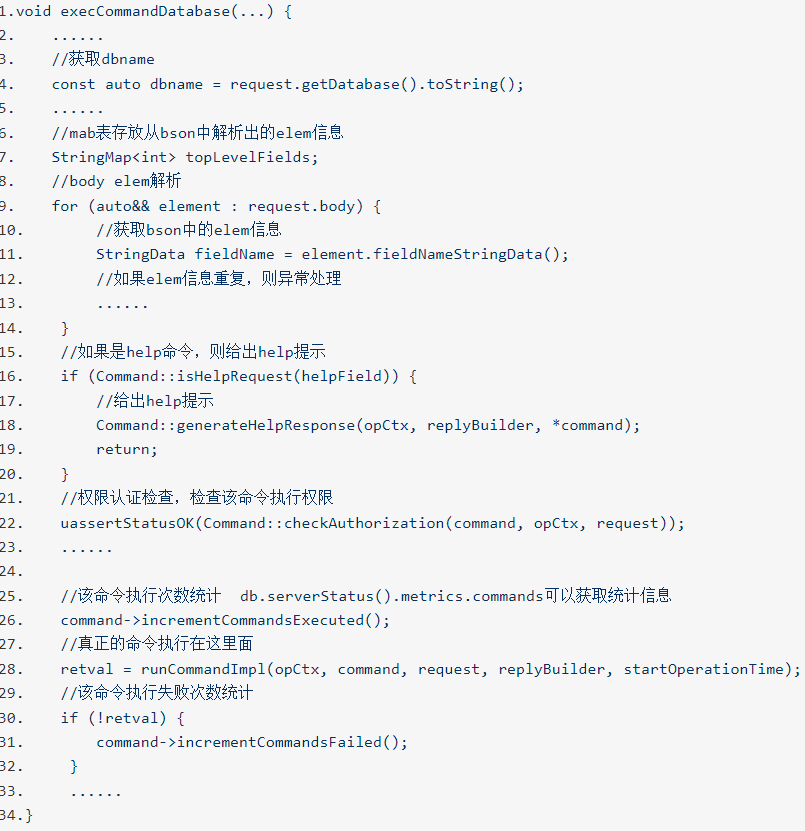 1.void execCommandDatabase(...) {
2.    ......
3.    //获取dbname
4.    const auto dbname = request.getDatabase().toString();
5.    ......
6.    //mab表存放从bson中解析出的elem信息
7.    StringMap<int> topLevelFields;
8.    //body elem解析
9.    for (auto&& element : request.body) {
10.        //获取bson中的elem信息
11.        StringData fieldName = element.fieldNameStringData();
12.        //如果elem信息重复，则异常处理
13.        ......
14.    }
15.    //如果是help命令，则给出help提示
16.    if (Command::isHelpRequest(helpField)) {
17.        //给出help提示
18.        Command::generateHelpResponse(opCtx, replyBuilder, *command);
19.        return;
20.    }
21.    //权限认证检查，检查该命令执行权限
22.    uassertStatusOK(Command::checkAuthorization(command, opCtx, request));
23.    ......
24.
25.    //该命令执行次数统计  db.serverStatus().metrics.commands可以获取统计信息
26.    command->incrementCommandsExecuted();
27.    //真正的命令执行在这里面
28.    retval = runCommandImpl(opCtx, command, request, replyBuilder, startOperationTime);
29.    //该命令执行失败次数统计
30.    if (!retval) {
31.        command->incrementCommandsFailed();
32.     }
33.     ......
34.}